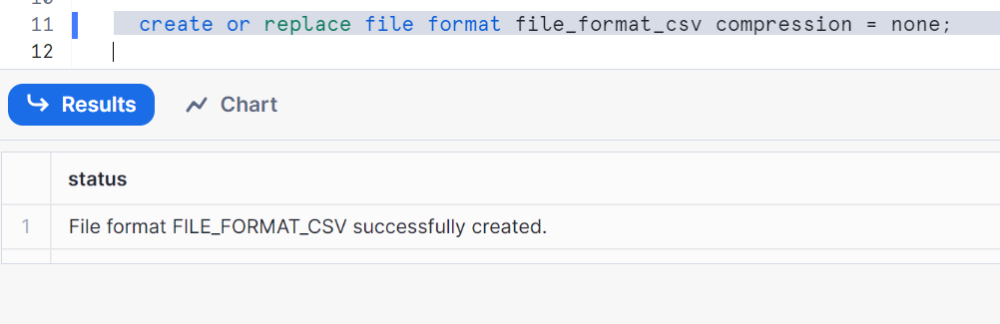 11 create or replace file format file_format_csv compression = none;
12
Results Chart
status
1 File format FILE_FORMAT_CSV successfully created.